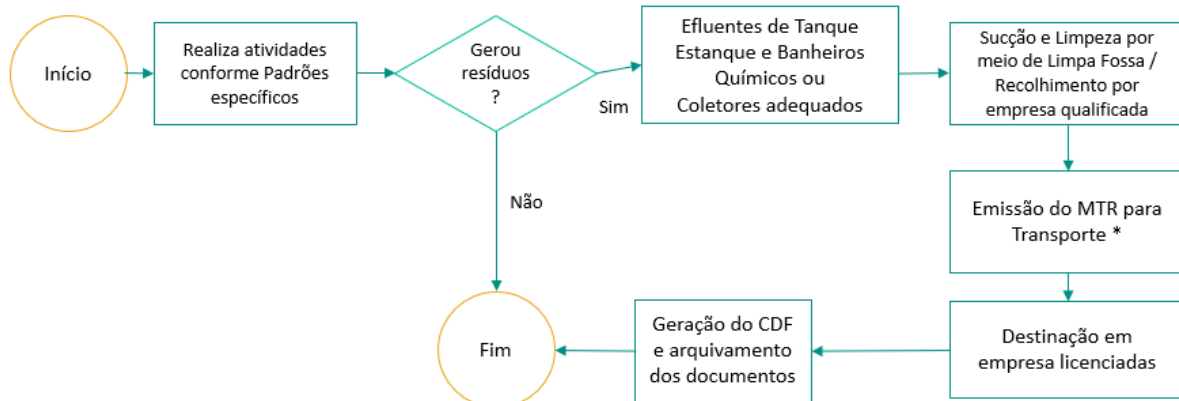 Início
Realiza atividades
conforme Padrões
específicos
Gerou
resíduos
?
Sim
Não
Efluentes de Tanque
Estanque e Banheiros
Químicos ou
Coletores adequados
Sucção e Limpeza por
meio de Limpa Fossa /
Recolhimento por
empresa qualificada
Emissão do MTR para
Transporte *
Destinação em
empresa licenciadas
Geração do CDF
e arquivamento
dos documentos
Fim